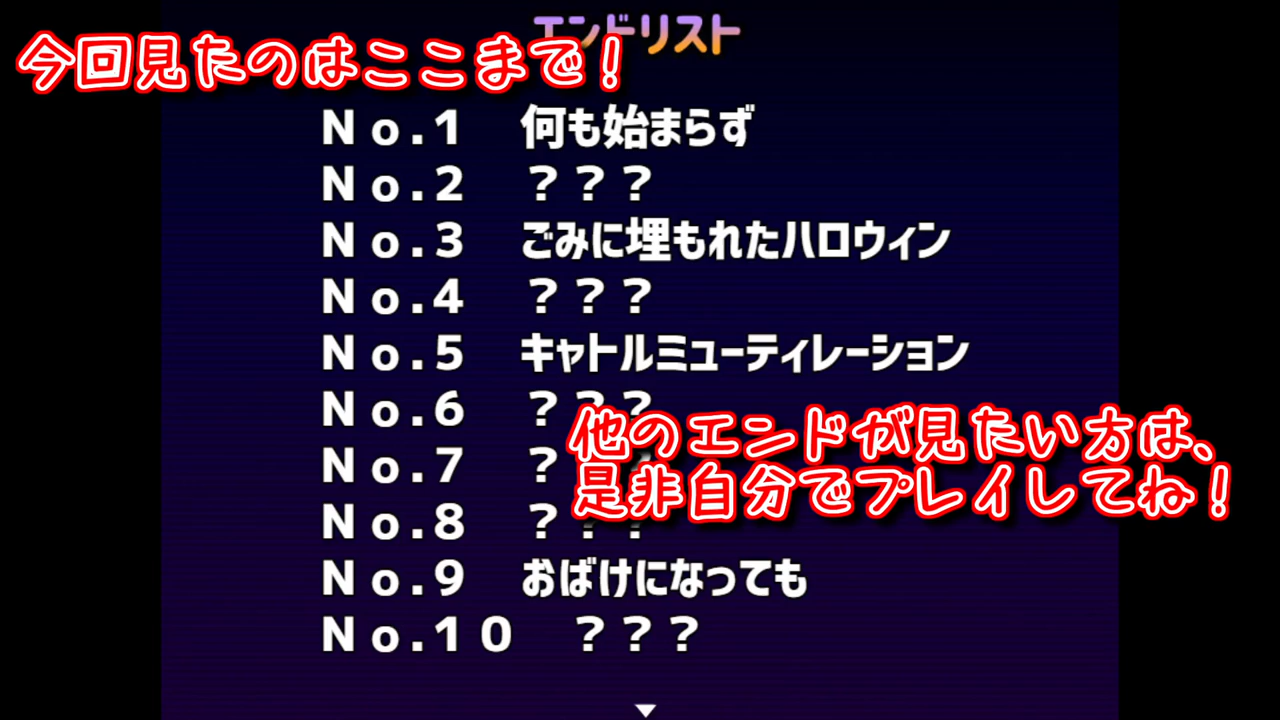 エンドリスト
今回見たのはここまで！
No.1 何も始まらず
No.2 ？？？
No.3 ごみに埋もれたハロウィン
No.4 ？？？
No.5 キャトルミューティレーション
No.6 ？？？
他のエンドが見たい方は、
No.7 ？
是非自分でプレイしてね！
No.8 ？？？
No.9 おばけになっても
No.10 ？？？